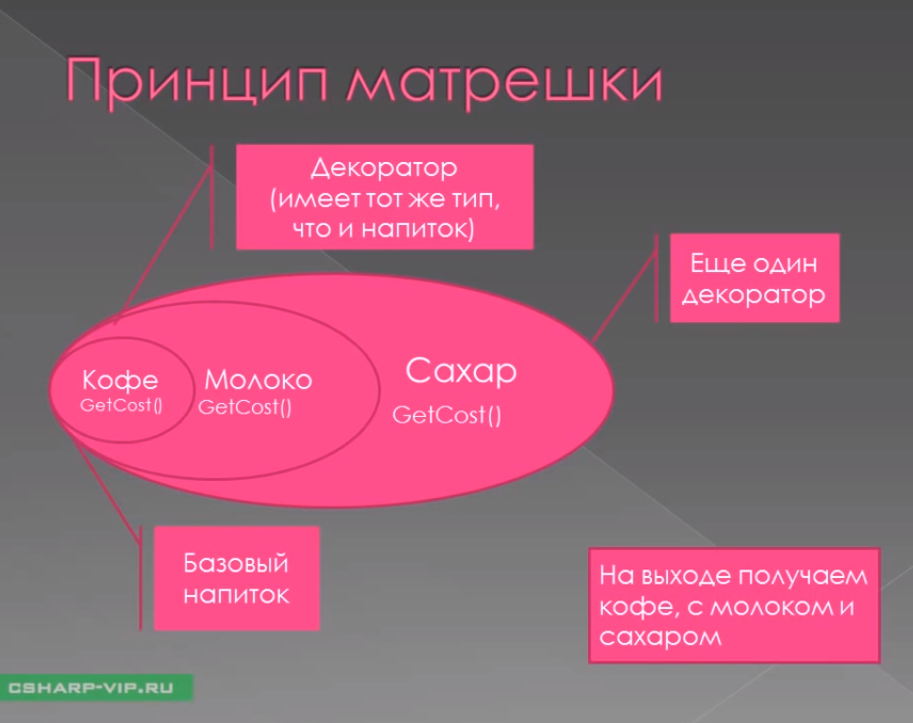 Принцип матрешки
Декоратор
(имеет тот же тип,
что и напиток)
Еще один
декоратор
Кофе
GetCost()
Молоко
GetCost()
Сахар
GetCost()
Базовый
напиток
На выходе получаем
кофе, с молоком и
сахаром
CSHARP-VIP.RU